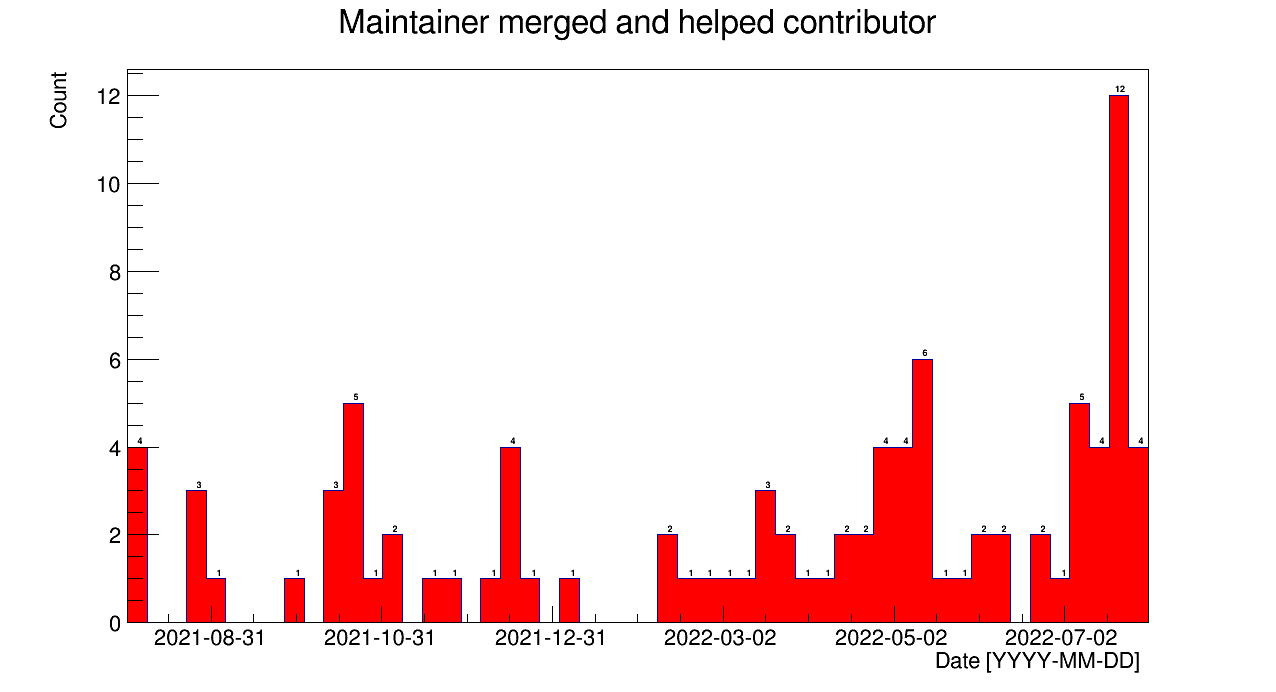 Maintainer merged and helped contributor
Count
12
10
8
6
4
2
0
4 3 1 1 3 5 1 2 1 1 1 4 1 1 2 1 1 1 1 3 2 1 1 2 2 4 4 6 1 1 2 2 2 1 5 4 12 4
2021-08-31 2021-10-31 2021-12-31 2022-03-02 2022-05-02 2022-07-02
Date [YYYY-MM-DD]